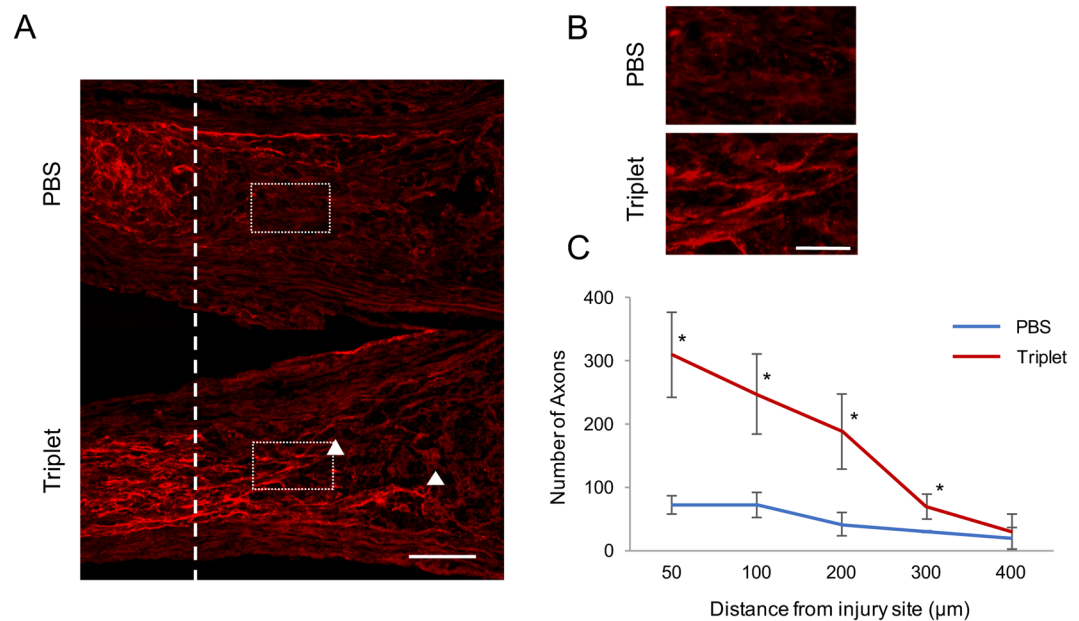 A
PBS
Triplet
B
PBS
Triplet
C
Number of Axons
400
300
200
100
0
*
*
*
*
PBS
Triplet
50 100 200 300 400
Distance from injury site (μm)